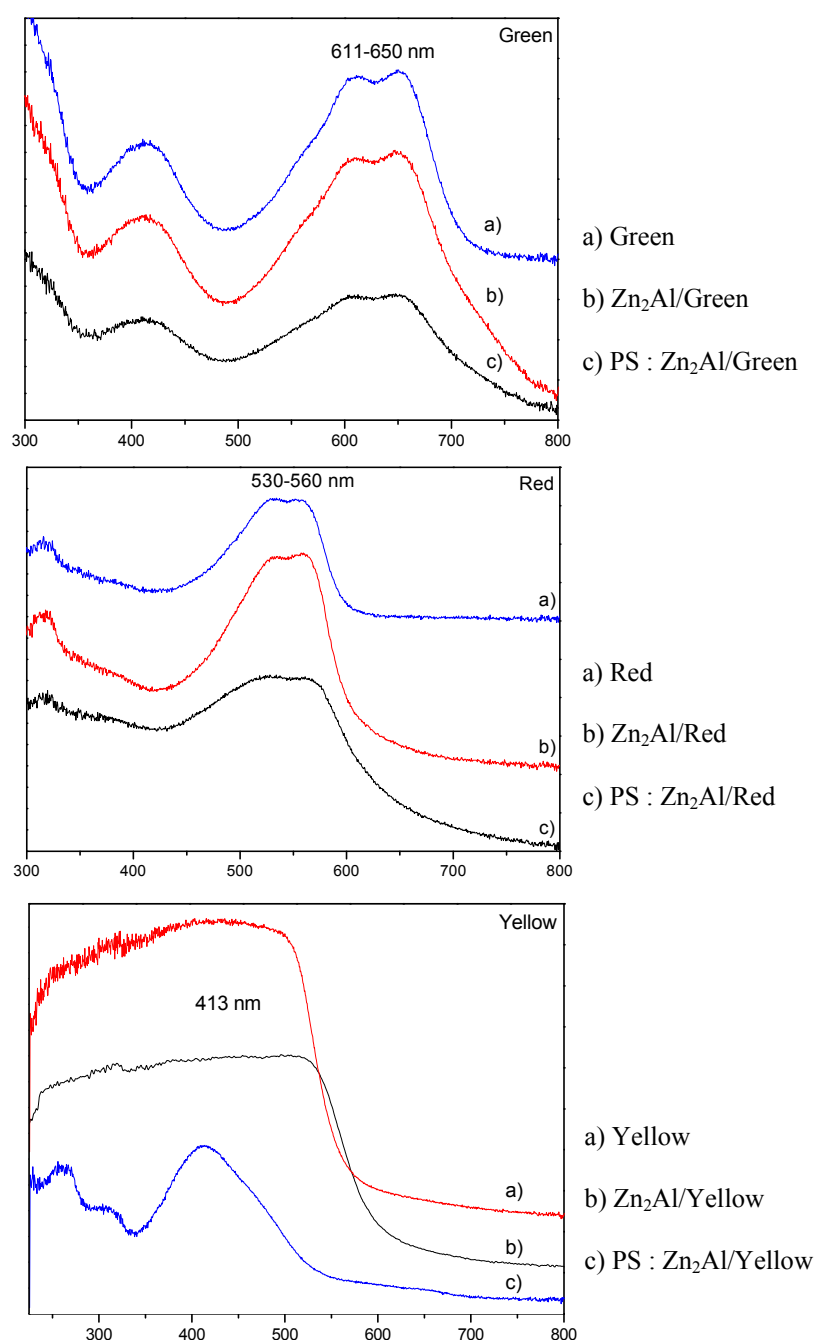 Green
611-650 nm
a)
b)
c)
300 400 500 600 700 800
a) Green
b) Zn₂Al/Green
c) PS : Zn₂Al/Green
Red
530-560 nm
a)
b)
c)
300 400 500 600 700 800
a) Red
b) Zn₂Al/Red
c) PS : Zn₂Al/Red
Yellow
413 nm
a)
b)
c)
300 400 500 600 700 800
a) Yellow
b) Zn₂Al/Yellow
c) PS : Zn₂Al/Yellow